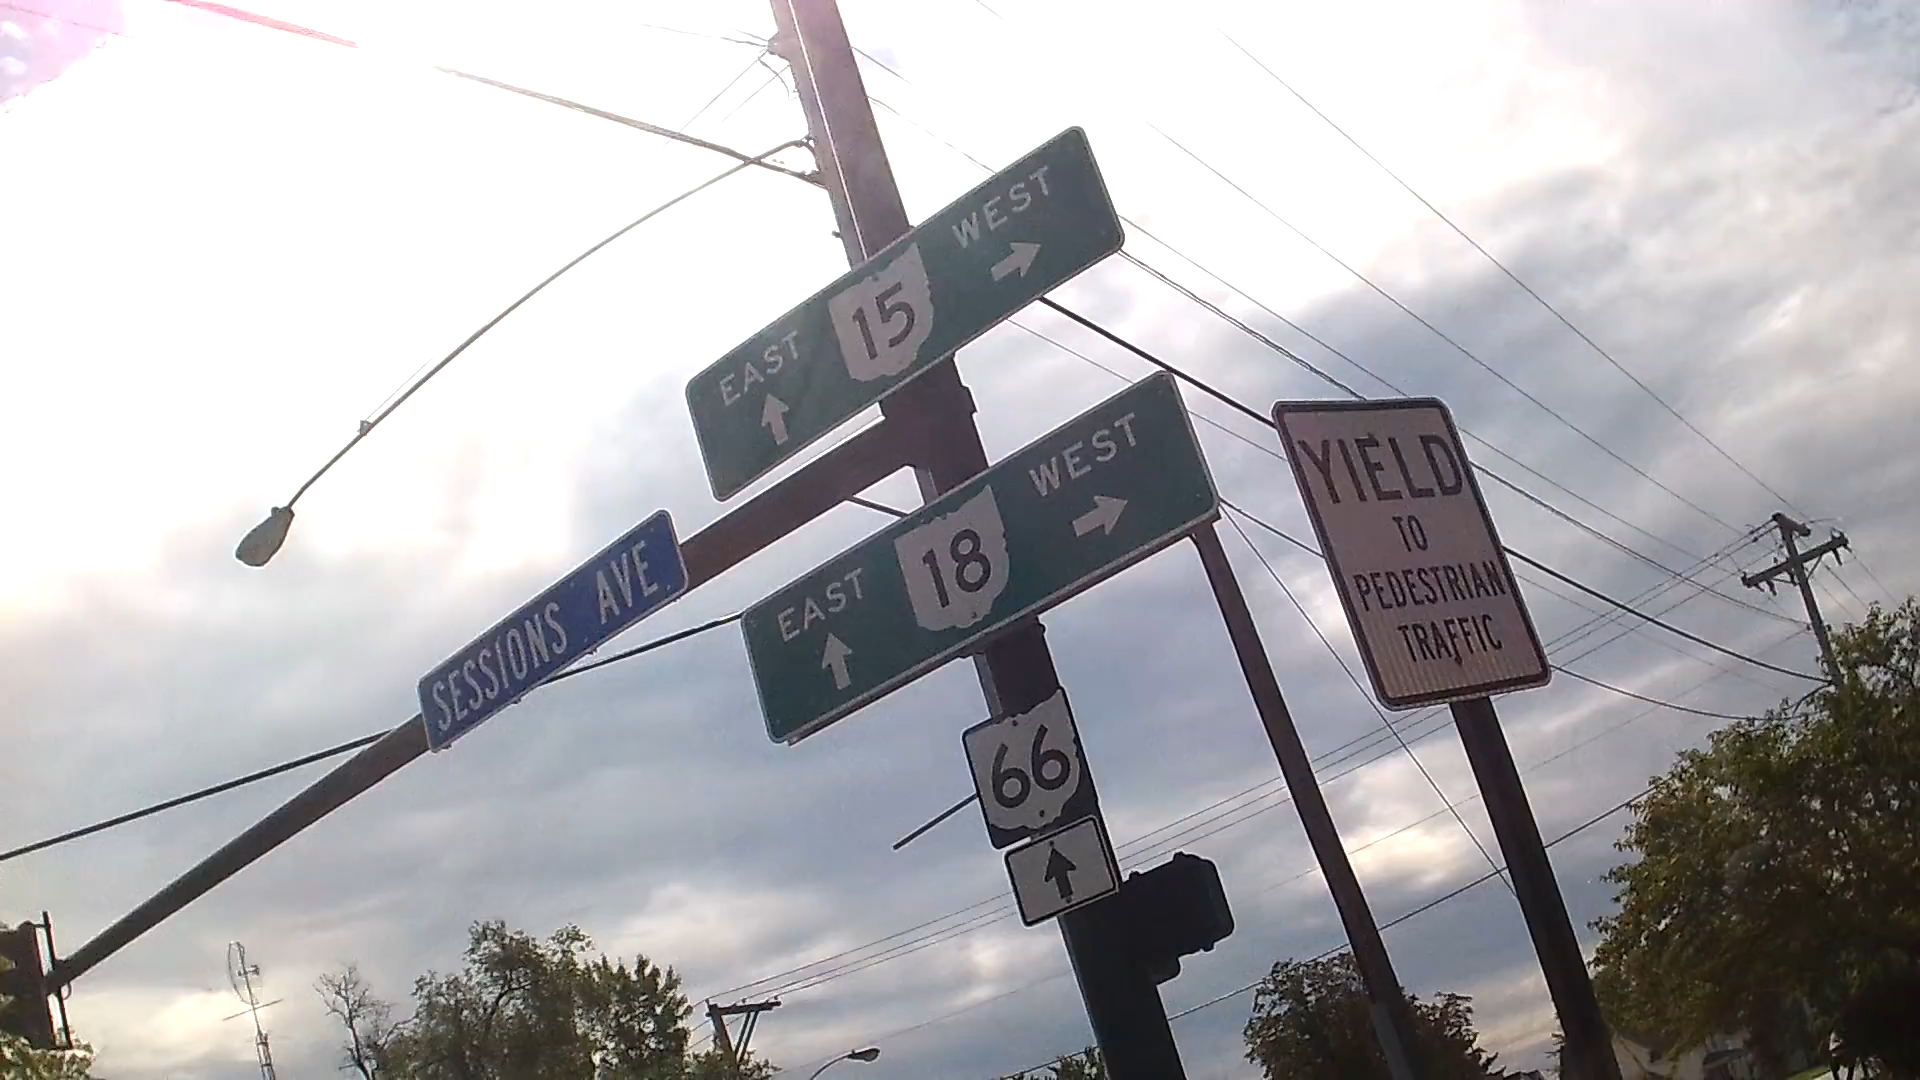 EAST 15 WEST
SESSIONS AVE
EAST 18 WEST
66
YIELD
TO
PEDESTRIAN
TRAFFIC